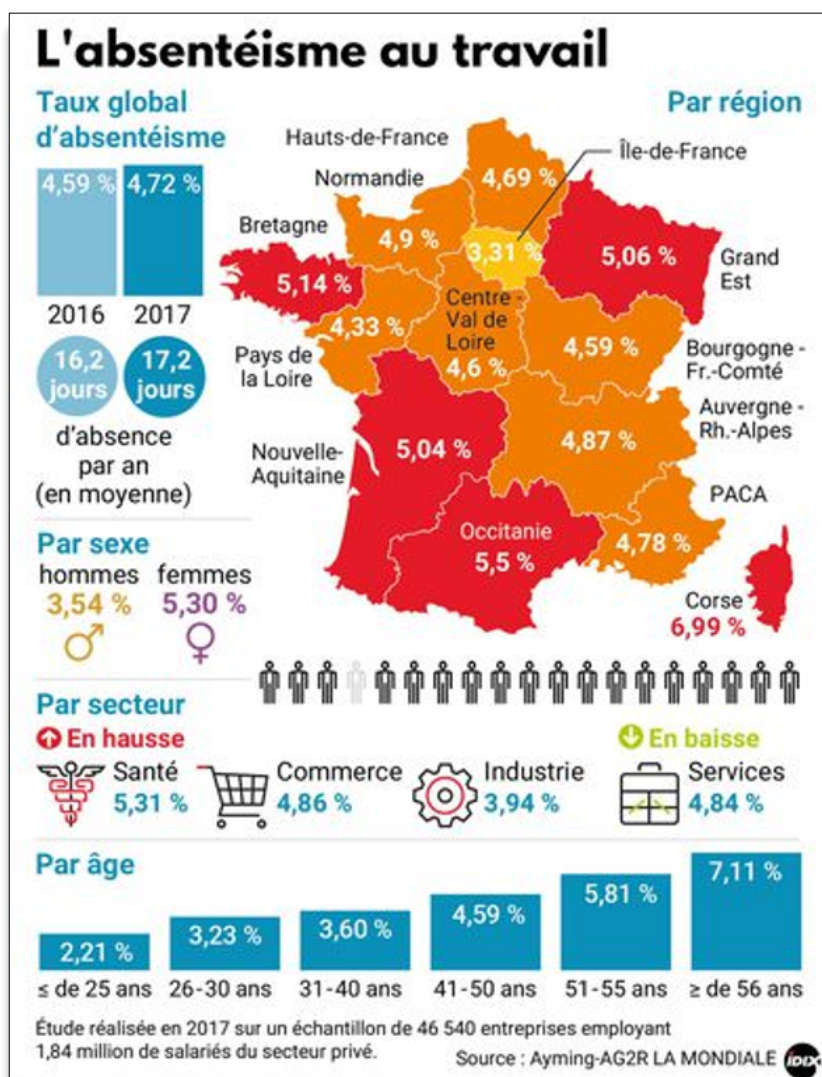 L'absentéisme au travail
Taux global
d'absentéisme
4,59 %
4,72 %
2016
2017
16,2
jours
17,2
jours
d'absence
par an
(en moyenne)
Par région
Hauts-de-France
4,69 %
Île-de-France
3,31 %
Normandie
4,9 %
Bretagne
5,14 %
5,06 %
Grand
Est
4,33 %
Pays de
la Loire
Centre -
Val de
Loire
4,6 %
4,59 %
Bourgogne -
Fr.-Comté
Auvergne -
Rh.-Alpes
4,87 %
Nouvelle-
Aquitaine
5,04 %
PACA
4,78 %
Occitanie
5,5 %
Corse
6,99 %
Par sexe
hommes
3,54 %
femmes
5,30 %
Par secteur
En hausse
Santé
5,31 %
Commerce
4,86 %
Industrie
3,94 %
En baisse
Services
4,84 %
Par âge
2,21 %
3,23 %
3,60 %
4,59 %
5,81 %
7,11 %
≤ de 25 ans
26-30 ans
31-40 ans
41-50 ans
51-55 ans
≥ de 56 ans
Étude réalisée en 2017 sur un échantillon de 46 540 entreprises employant
1,84 million de salariés du secteur privé.
Source : Ayming-AG2R LA MONDIALE
idix